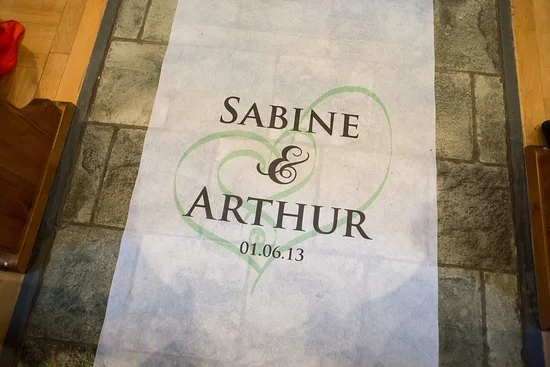 SABINE
&
ARTHUR
01.06.13